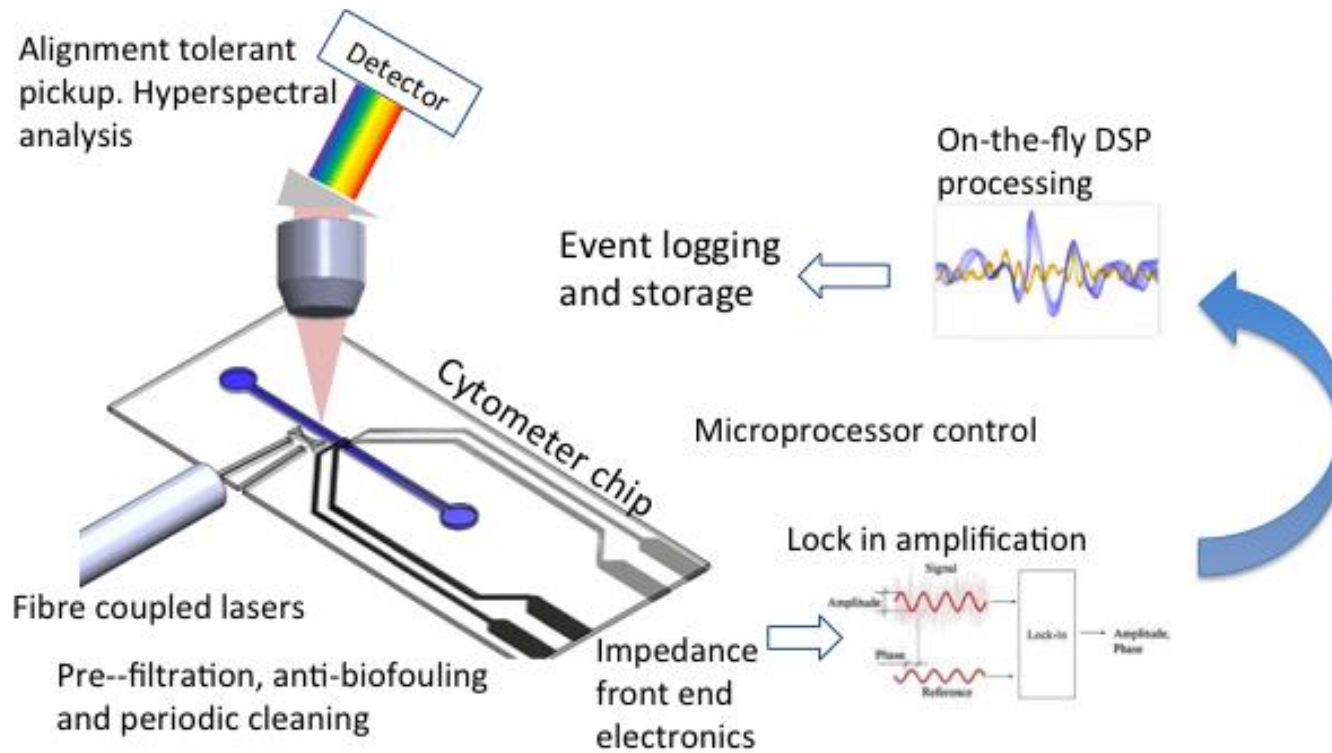 Alignment tolerant
pickup. Hyperspectral
analysis
Detector
On-the-fly DSP
processing
Event logging
and storage
Cytometer chip
Microprocessor control
Lock in amplification
Signal
Amplitude
Lock-in
Amplitude,
Phase
Phase
Reference
Fibre coupled lasers
Impedance
front end
electronics
Pre--filtration, anti-biofouling
and periodic cleaning